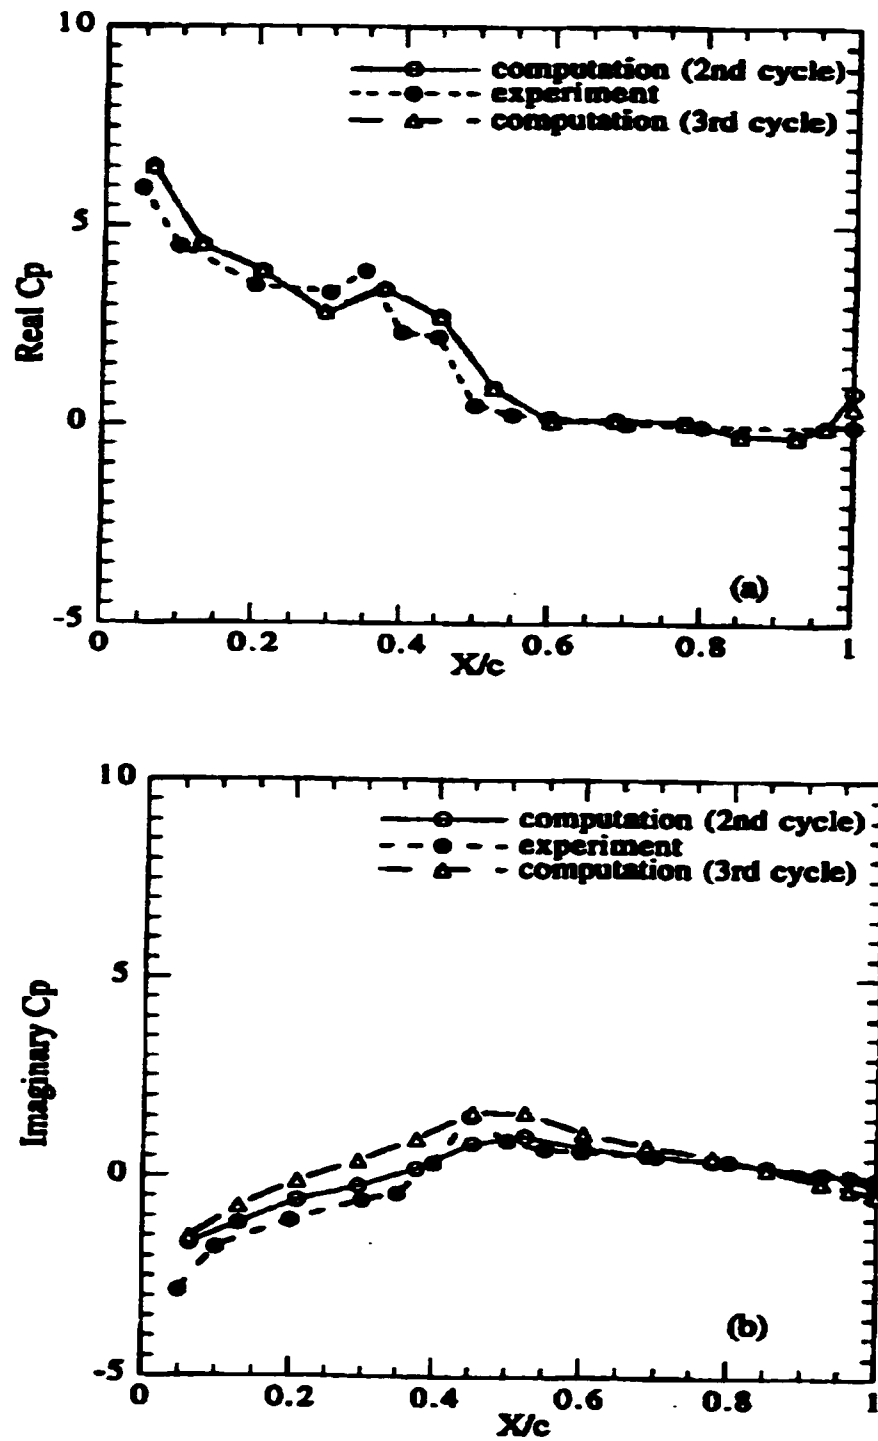 10
computation (2nd cycle)
experiment
computation (3rd cycle)
5
Real Cp
0
(a)
-5
0 0.2 0.4 0.6 0.8 1
X/c
10
computation (2nd cycle)
experiment
computation (3rd cycle)
5
Imaginary Cp
0
(b)
-5
0 0.2 0.4 0.6 0.8 1
X/c